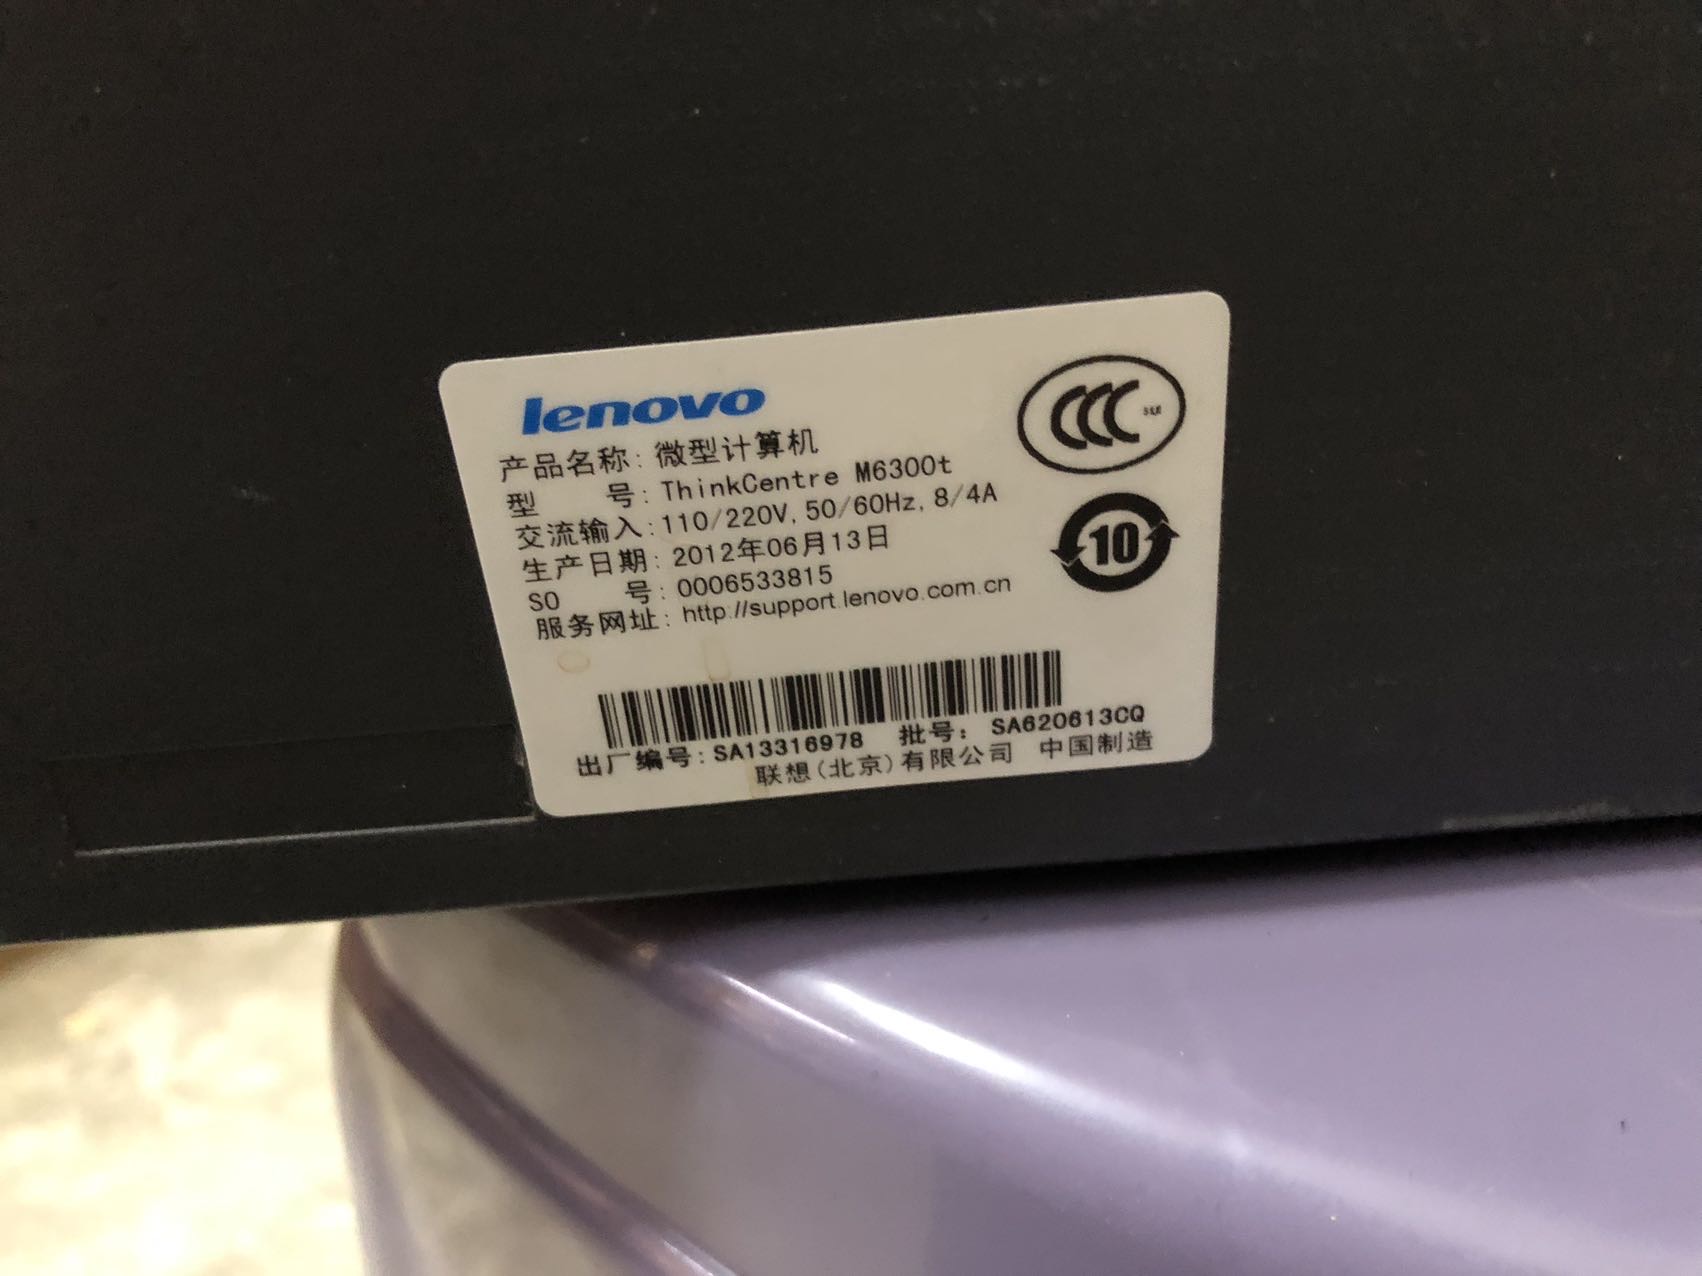 lenovo
产品名称: 微型计算机
型 号: ThinkCentre M6300t
交流输入: 110/220V, 50/60Hz, 8/4A
生产日期: 2012年06月13日
SO 号: 0006533815
服务网址: http://support.lenovo.com.cn
CCC
10
出厂编号: SA13316978 批号: SA620613CQ
联想(北京)有限公司 中国制造